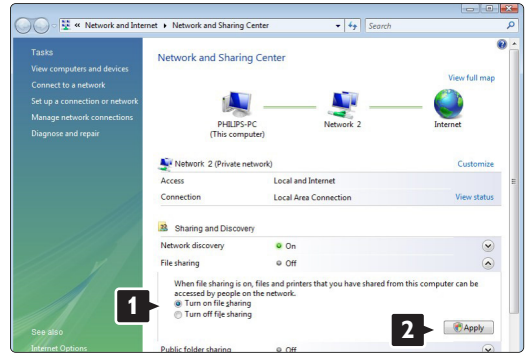 « Network and Internet ▸ Network and Sharing Center
Search
Tasks
View computers and devices
Connect to a network
Set up a connection or network
Manage network connections
Diagnose and repair
See also
Internet Options
Network and Sharing Center
View full map
PHILIPS-PC
(This computer)
Network 2
Internet
Network 2 (Private network)
Customize
Access
Local and Internet
Connection
Local Area Connection
View status
Sharing and Discovery
Network discovery
On
File sharing
Off
When file sharing is on, files and printers that you have shared from this computer can be
accessed by people on the network.
1
Turn on file sharing
Turn off file sharing
2
Apply
Public folder sharing
Off